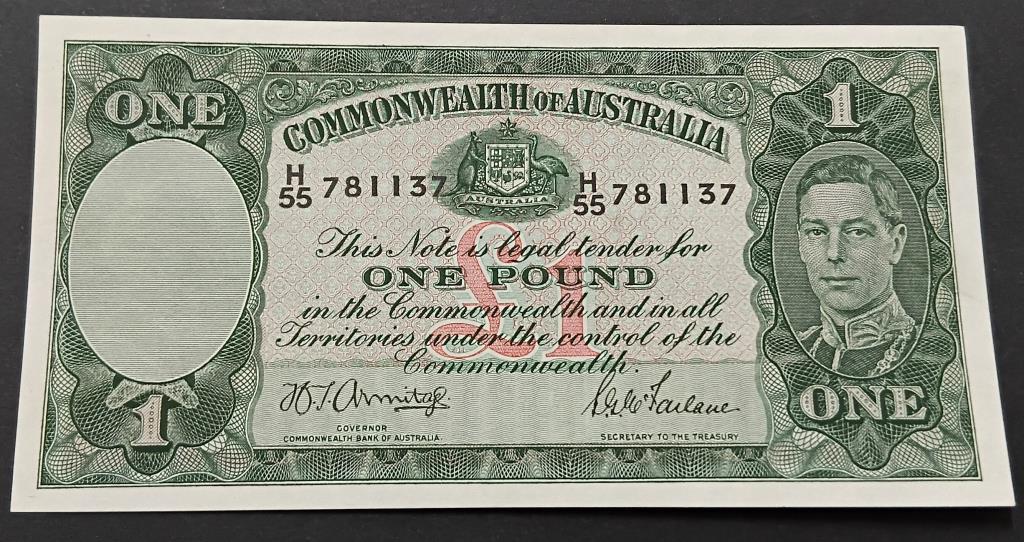 ONE
1
COMMONWEALTH OF AUSTRALIA
AUSTRALIA
H
55 781137
H
55 781137
£1
This Note is legal tender for
ONE POUND
in the Commonwealth and in all
Territories under the control of the
Commonwealth.
H.T. Armitage.
GOVERNOR
COMMONWEALTH BANK OF AUSTRALIA.
S.G. McFarlane
SECRETARY TO THE TREASURY
1
ONE